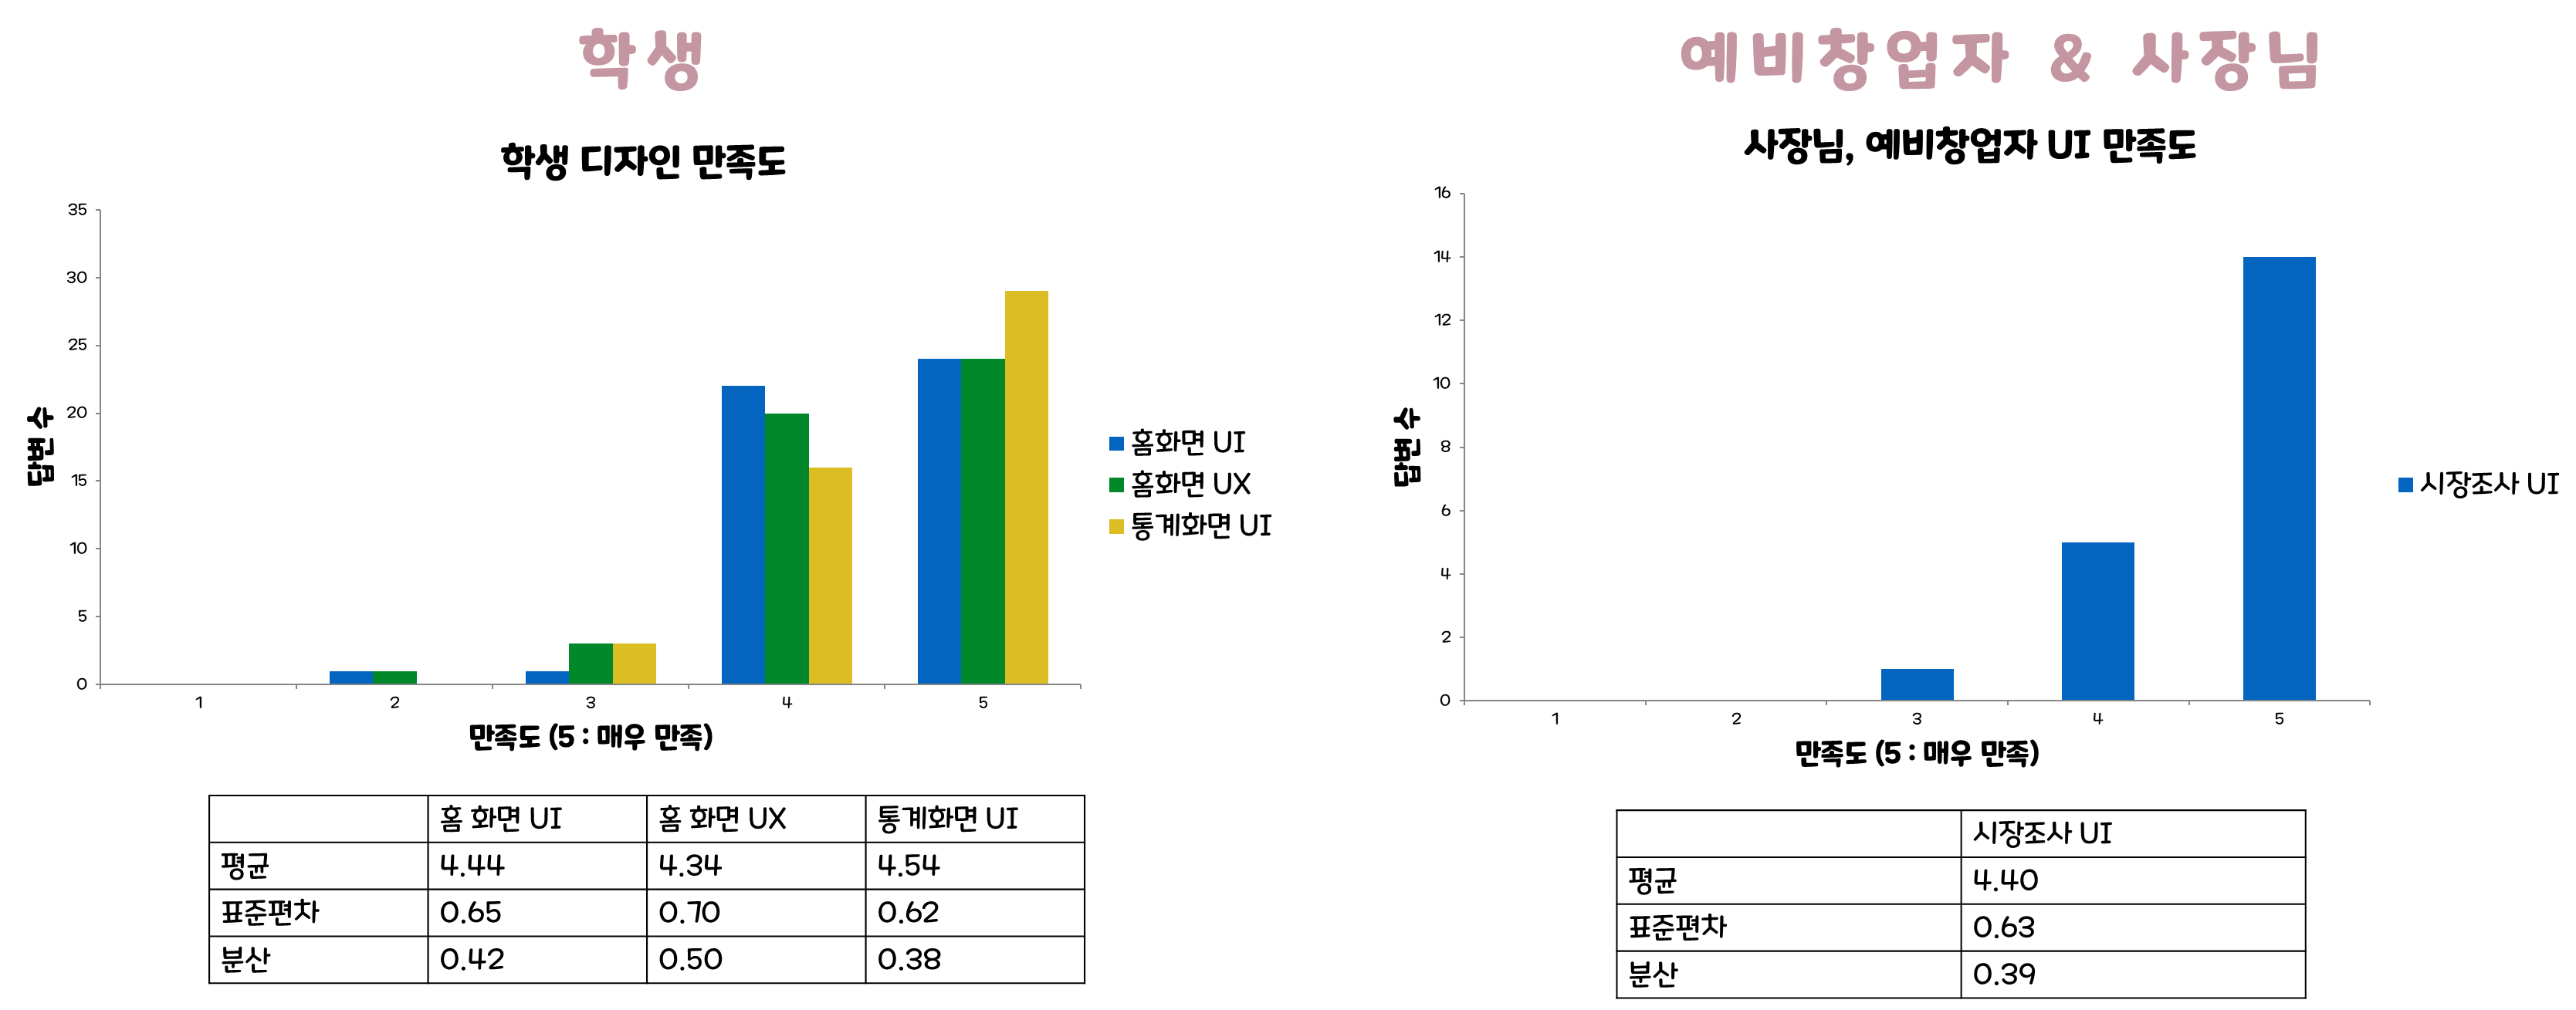 학생
학생 디자인 만족도
35
30
25
20
15
10
5
0
답변 수
1 2 3 4 5
만족도 (5 : 매우 만족)
홈화면 UI
홈화면 UX
통계화면 UI
홈 화면 UI 홈 화면 UX 통계화면 UI
평균 4.44 4.34 4.54
표준편차 0.65 0.70 0.62
분산 0.42 0.50 0.38
예비창업자 & 사장님
사장님, 예비창업자 UI 만족도
16
14
12
10
8
6
4
2
0
답변 수
1 2 3 4 5
만족도 (5 : 매우 만족)
시장조사 UI
시장조사 UI
평균 4.40
표준편차 0.63
분산 0.39